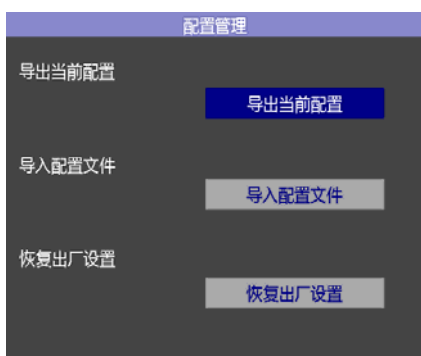 配置管理
导出当前配置
导出当前配置
导入配置文件
导入配置文件
恢复出厂设置
恢复出厂设置